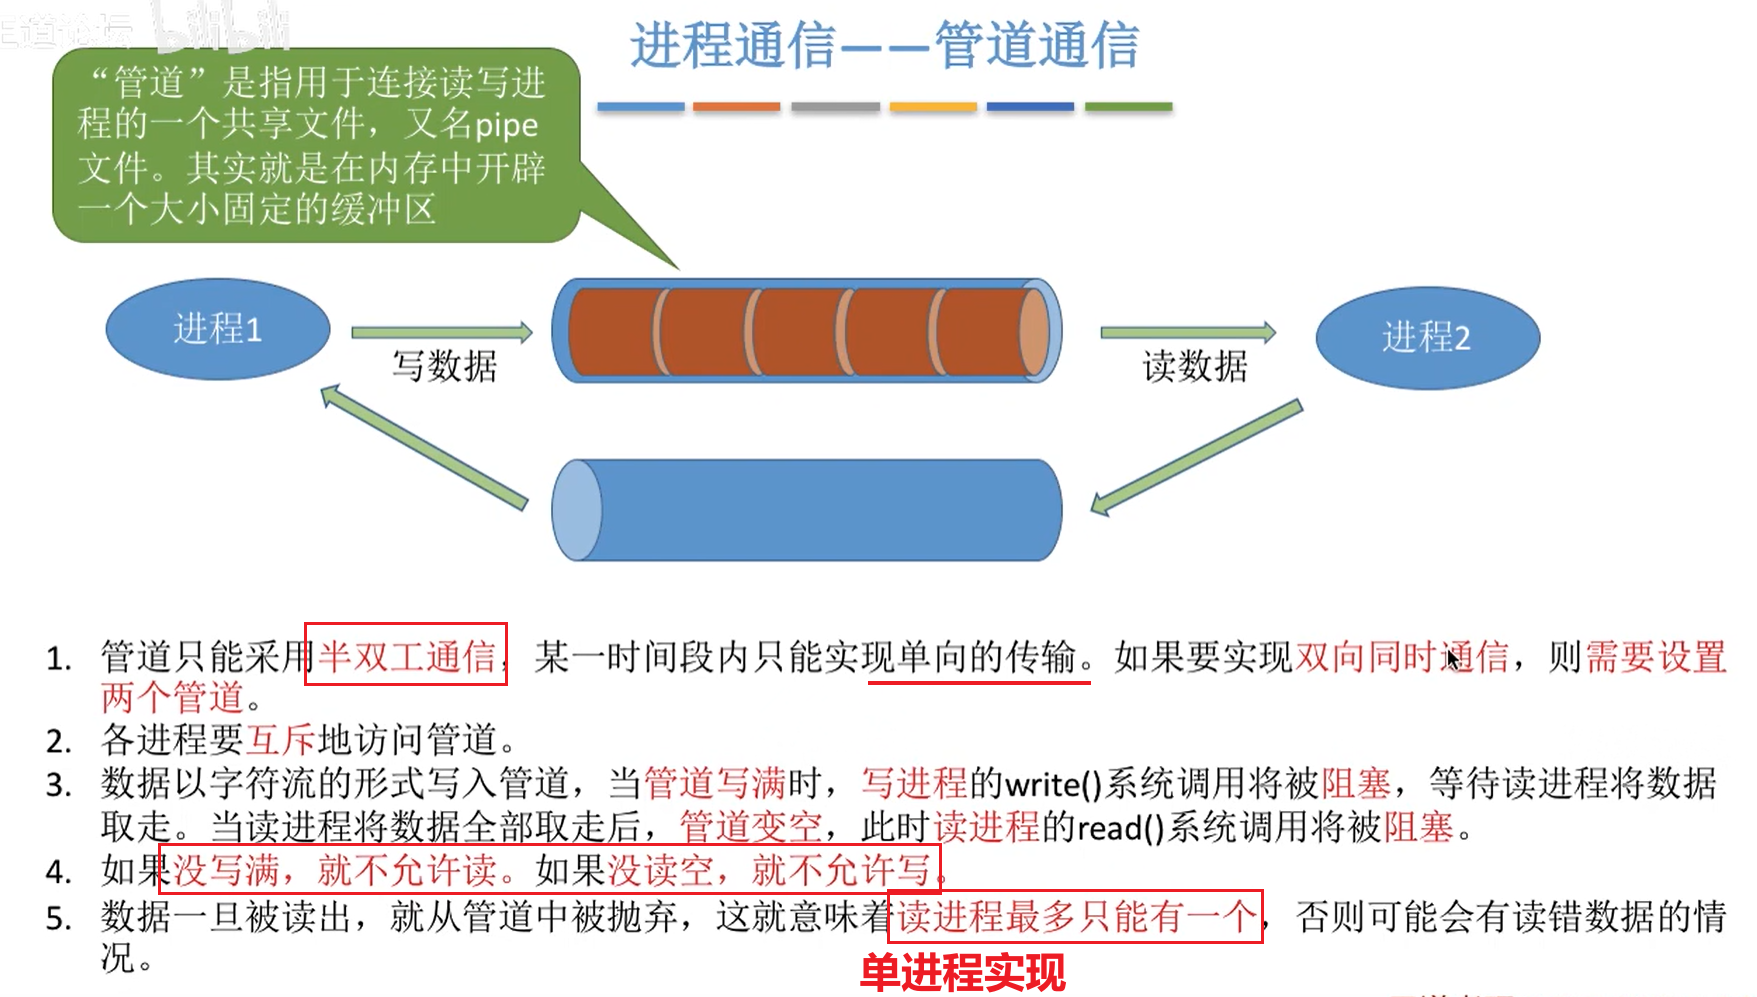 王道论坛 bilibili
进程通信——管道通信
“管道”是指用于连接读写进
程的一个共享文件，又名pipe
文件。其实就是在内存中开辟
一个大小固定的缓冲区
进程1
写数据
读数据
进程2
1. 管道只能采用半双工通信，某一时间段内只能实现单向的传输。如果要实现双向同时通信，则需要设置
两个管道。
2. 各进程要互斥地访问管道。
3. 数据以字符流的形式写入管道，当管道写满时，写进程的write()系统调用将被阻塞，等待读进程将数据
取走。当读进程将数据全部取走后，管道变空，此时读进程的read()系统调用将被阻塞。
4. 如果没写满，就不允许读。如果没读空，就不允许写。
5. 数据一旦被读出，就从管道中被抛弃，这就意味着读进程最多只能有一个，否则可能会有读错数据的情
况。
单进程实现